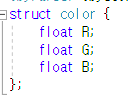 struct color {
float R;
float G;
float B;
};